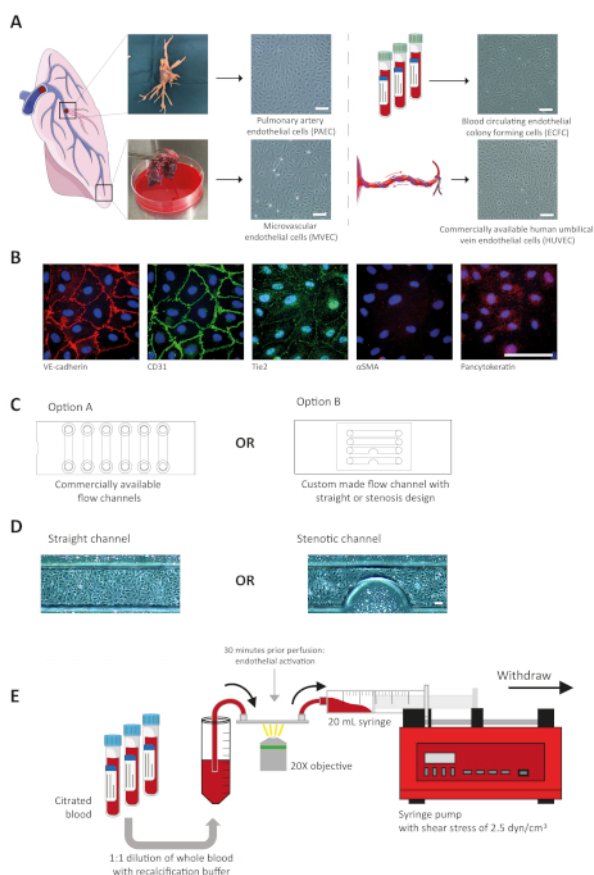 A
Pulmonary artery
endothelial cells (PAEC)
Blood circulating endothelial
colony forming cells (ECFC)
Microvascular
endothelial cells (MVEC)
Commercially available human umbilical
vein endothelial cells (HUVEC)
B
VE-cadherin
CD31
Tie2
αSMA
Pancytokeratin
C
Option A
OR
Option B
Commercially available
flow channels
Custom made flow channel with
straight or stenosis design
D
Straight channel
OR
Stenotic channel
30 minutes prior perfusion:
endothelial activation
E
Withdraw
20 mL syringe
20X objective
Citrated
blood
Syringe pump
with shear stress of 2.5 dyn/cm³
1:1 dilution of whole blood
with recalcification buffer